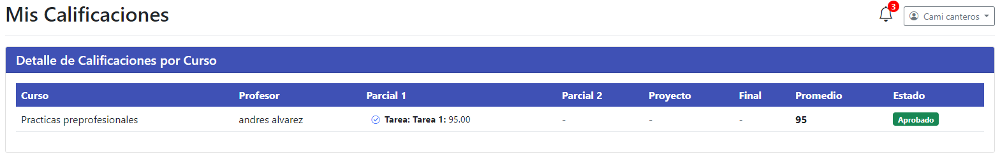 Mis Calificaciones
3
Cami canteros
Detalle de Calificaciones por Curso
Curso Profesor Parcial 1 Parcial 2 Proyecto Final Promedio Estado
Practicas preprofesionales andres alvarez Tarea: Tarea 1: 95.00 - - - 95 Aprobado